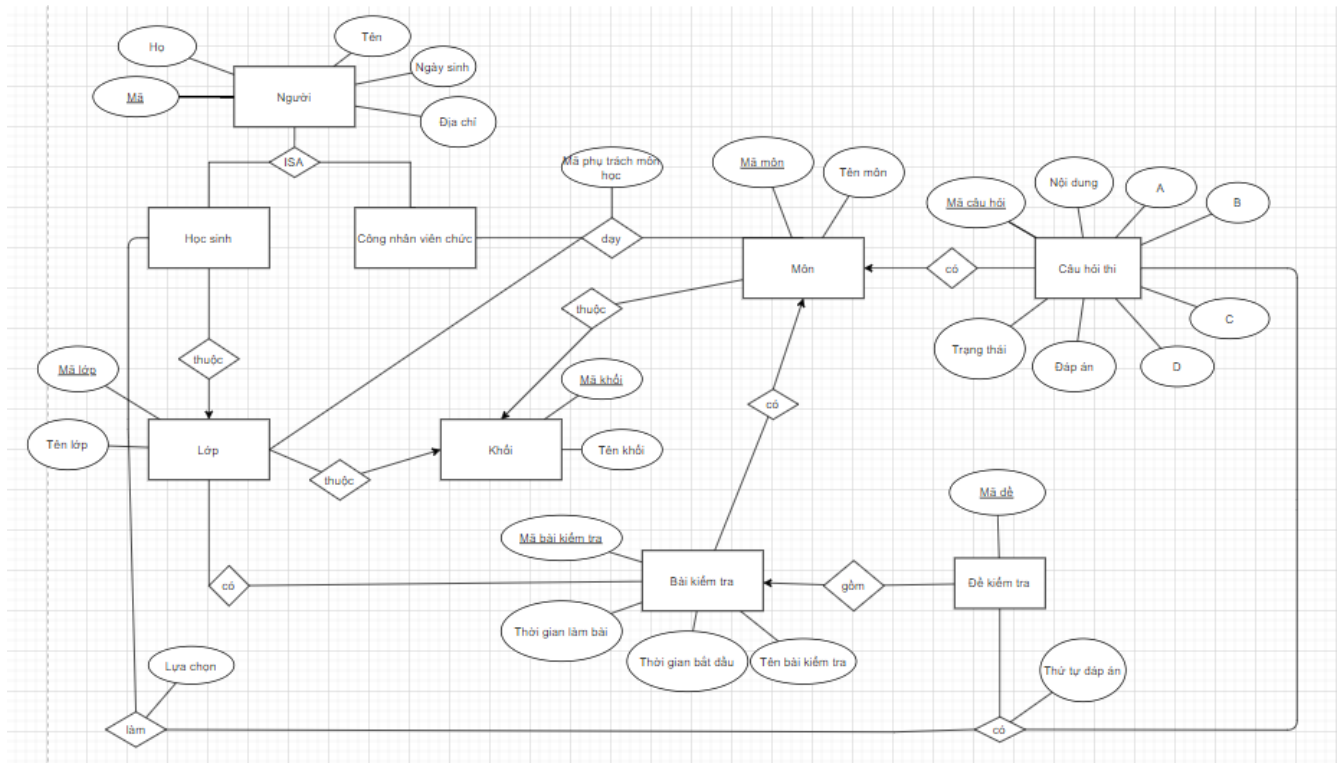 Họ
Tên
Ngày sinh
Mã
Người
Địa chỉ
ISA
Mã phụ trách môn
học
Mã môn
Tên môn
Nội dung
A
B
Mã câu hỏi
Học sinh
Công nhân viên chức
dạy
Môn
có
Câu hỏi thi
thuộc
C
Trạng thái
Đáp án
D
thuộc
Mã lớp
Mã khối
có
Tên lớp
Lớp
Khối
Tên khối
thuộc
Mã đề
Mã bài kiểm tra
có
Bài kiểm tra
gồm
Đề kiểm tra
Thời gian làm bài
Thời gian bắt đầu
Tên bài kiểm tra
Lựa chọn
Thứ tự đáp án
làm
có